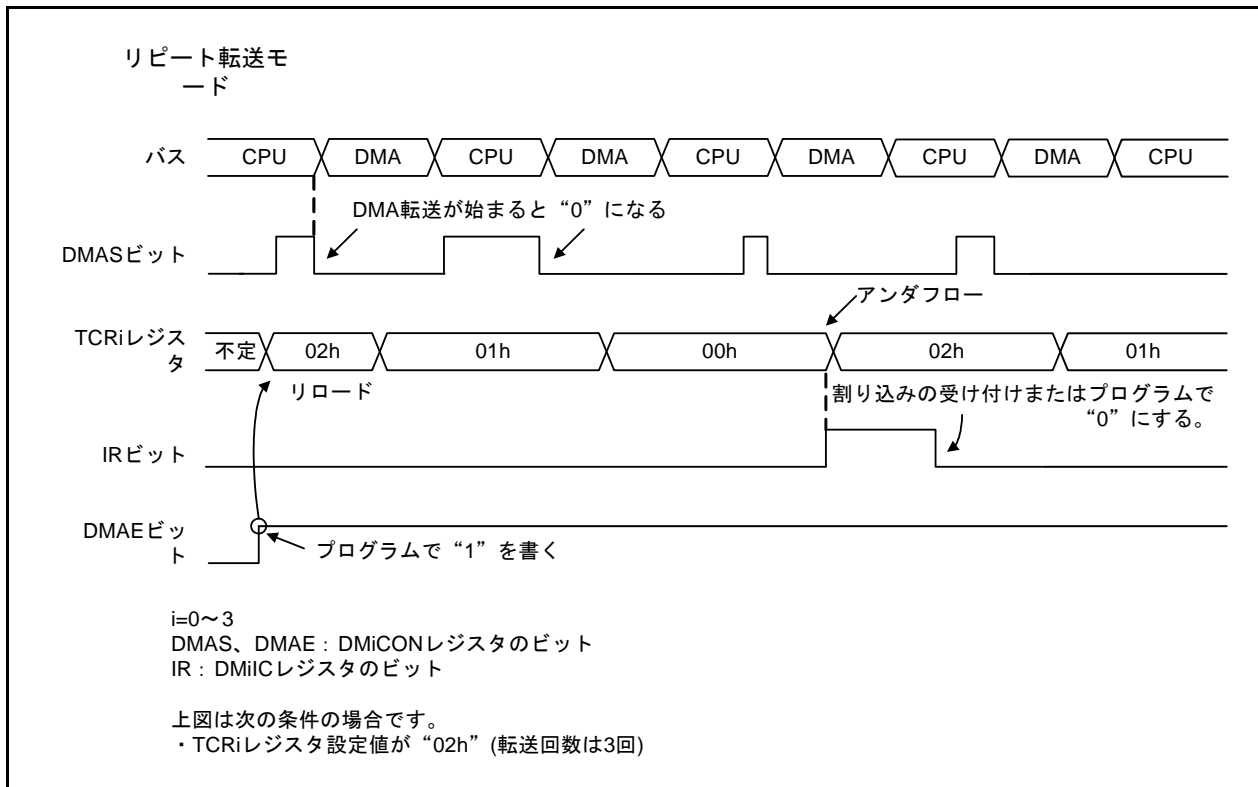 リピート転送モ
ード
バス CPU DMA CPU DMA CPU DMA CPU DMA CPU
DMA転送が始まると“0”になる
DMASビット
アンダフロー
TCRiレジス
タ
不定 02h 01h 00h 02h 01h
リロード
割り込みの受け付けまたはプログラムで
“0”にする。
IRビット
DMAEビッ
ト
プログラムで“1”を書く
i=0～3
DMAS、DMAE：DMiCONレジスタのビット
IR：DMiICレジスタのビット
上図は次の条件の場合です。
・TCRiレジスタ設定値が“02h”(転送回数は3回)